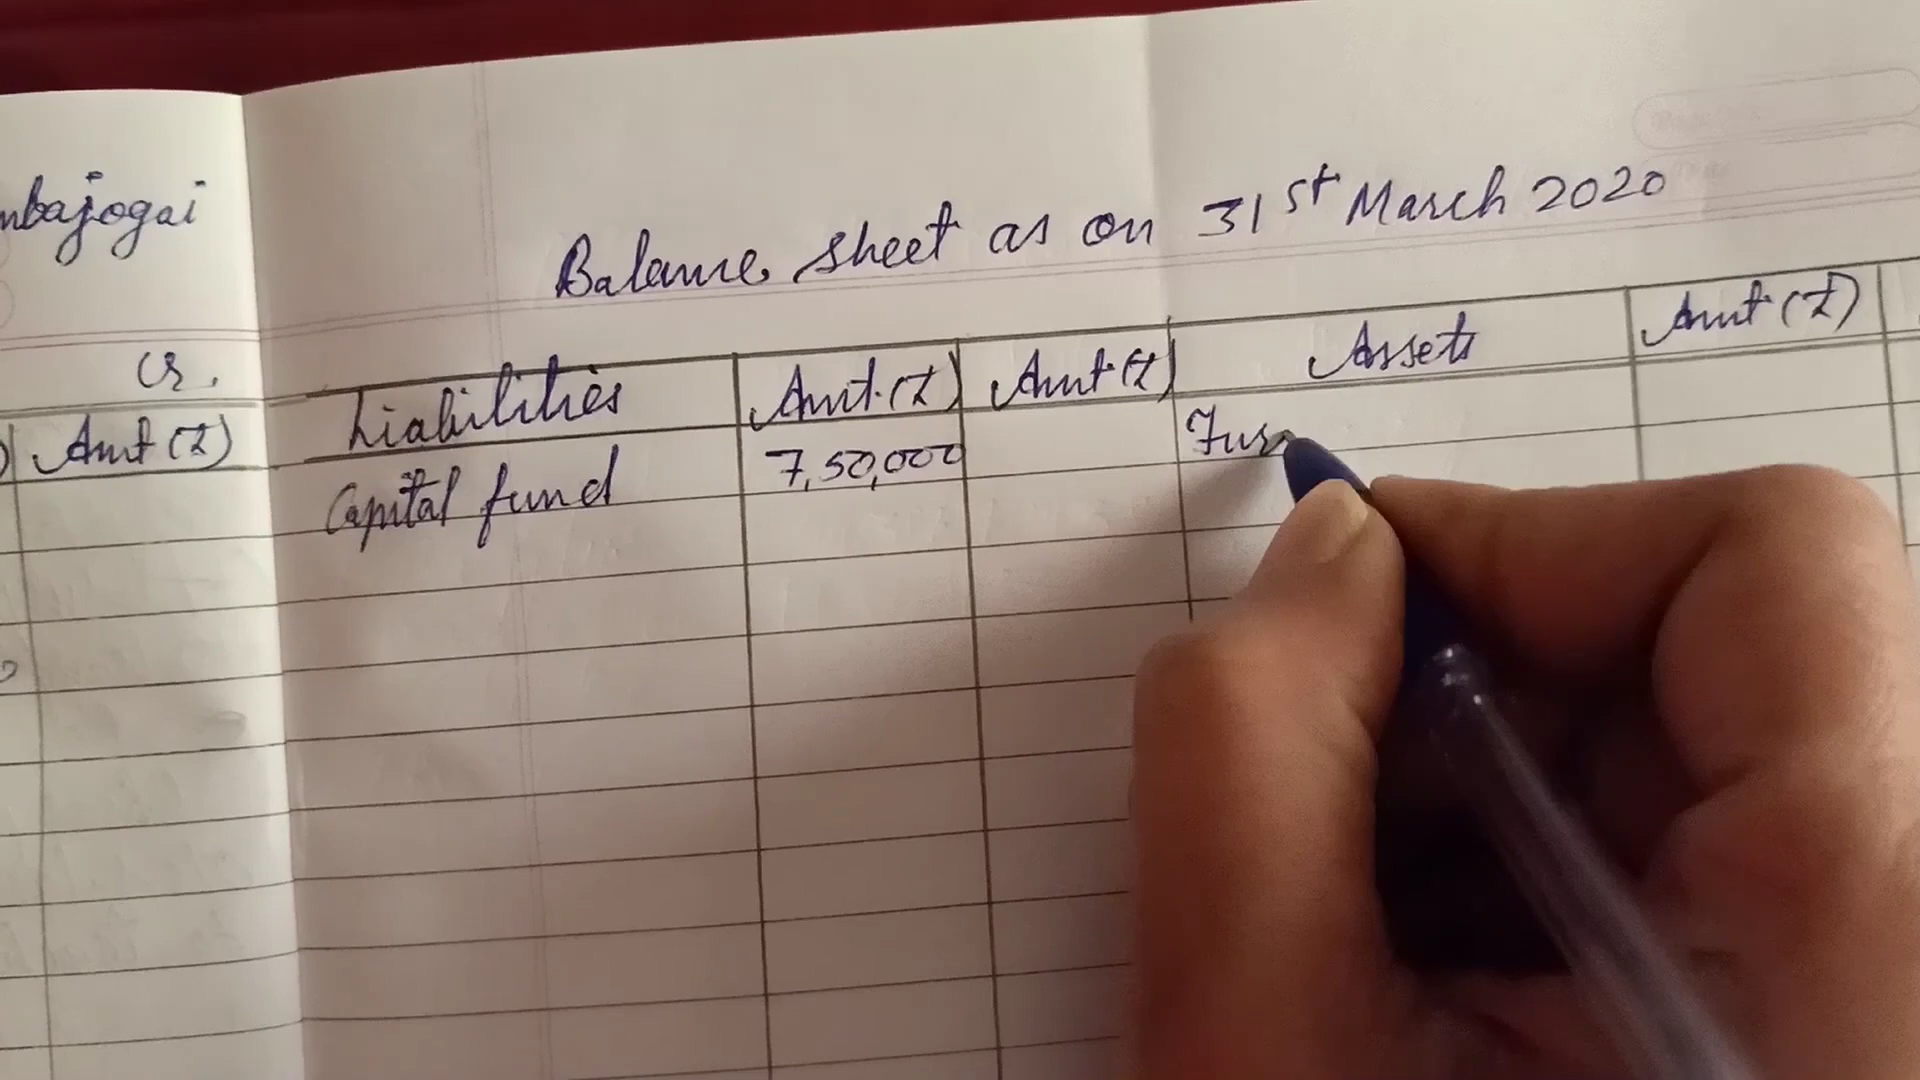 mbajogai
Balance sheet as on 31st March 2020
Cr.
Amt (₹)
Liabilities Amt.(₹) Amt.(₹) Assets Amt.(₹)
Capital fund 7,50,000 Fur